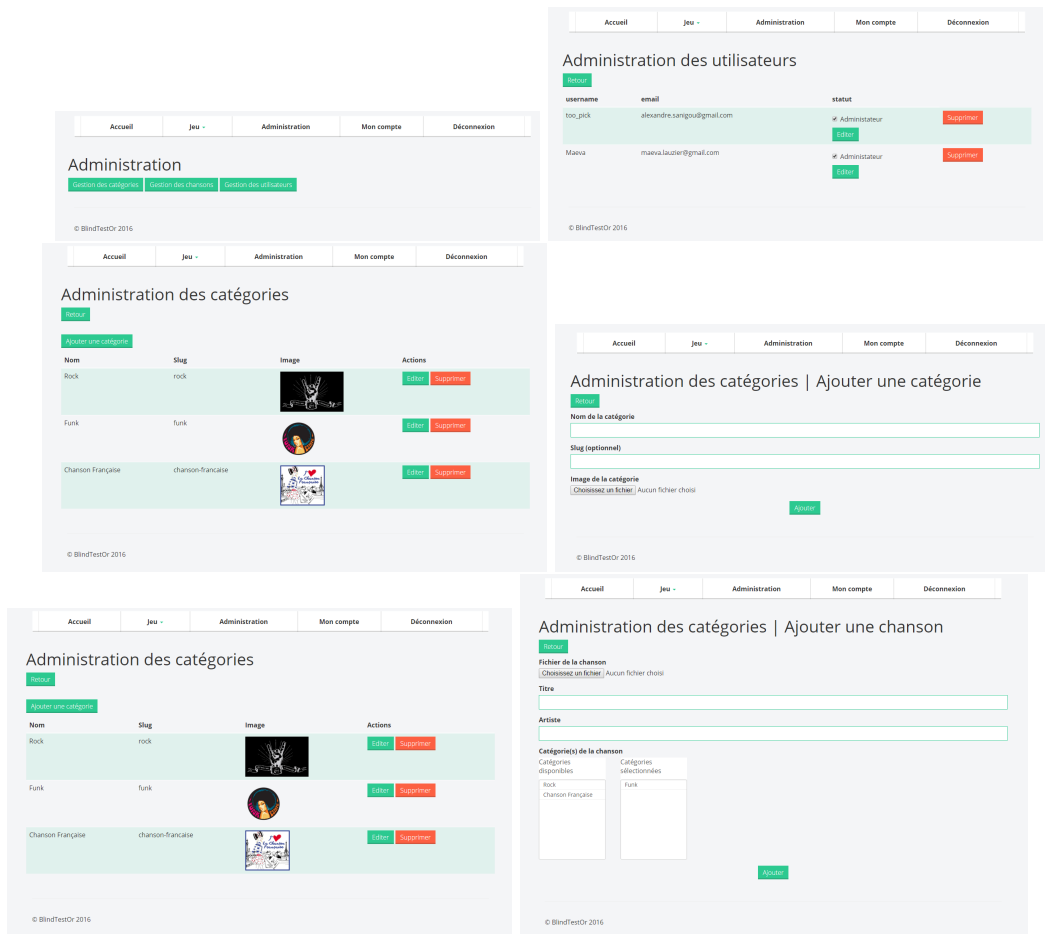 Accueil Jeu Administration Mon compte Déconnexion
Administration
Gestion des catégories Gestion des chansons Gestion des utilisateurs
© BlindTestOr 2016
Accueil Jeu Administration Mon compte Déconnexion
Administration des utilisateurs
Retour
username email statut
too_pick alexandre.sanigou@gmail.com Administateur Supprimer
Editer
Maeva maeva.lauzier@gmail.com Administateur Supprimer
Editer
© BlindTestOr 2016
Accueil Jeu Administration Mon compte Déconnexion
Administration des catégories
Retour
Ajouter une catégorie
Nom Slug Image Actions
Rock rock Editer Supprimer
Funk funk Editer Supprimer
Chanson Française chanson-francaise La Chanson Française Editer Supprimer
© BlindTestOr 2016
Accueil Jeu Administration Mon compte Déconnexion
Administration des catégories | Ajouter une catégorie
Retour
Nom de la catégorie
Slug (optionnel)
Image de la catégorie
Choisissez un fichier Aucun fichier choisi
Ajouter
© BlindTestOr 2016
Accueil Jeu Administration Mon compte Déconnexion
Administration des catégories
Retour
Ajouter une catégorie
Nom Slug Image Actions
Rock rock Editer Supprimer
Funk funk Editer Supprimer
Chanson Française chanson-francaise La Chanson Française Editer Supprimer
© BlindTestOr 2016
Accueil Jeu Administration Mon compte Déconnexion
Administration des catégories | Ajouter une chanson
Retour
Fichier de la chanson
Choisissez un fichier Aucun fichier choisi
Titre
Artiste
Catégorie(s) de la chanson
Catégories disponibles Catégories sélectionnées
Rock Funk
Chanson Française
Ajouter
© BlindTestOr 2016